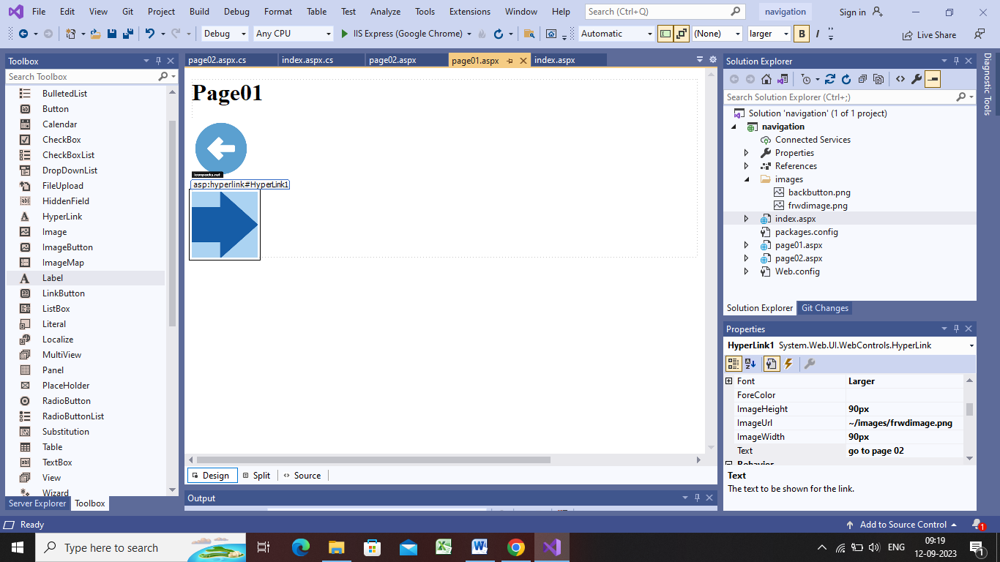 File Edit View Git Project Build Debug Format Table Test Analyze Tools Extensions Window Help Search (Ctrl+Q) navigation Sign in
Debug Any CPU IIS Express (Google Chrome) Automatic (None) larger B I Live Share
Toolbox
Search Toolbox
BulletedList
Button
Calendar
CheckBox
CheckBoxList
DropDownList
FileUpload
HiddenField
HyperLink
Image
ImageButton
ImageMap
Label
LinkButton
ListBox
Literal
Localize
MultiView
Panel
PlaceHolder
RadioButton
RadioButtonList
Substitution
Table
TextBox
View
Wizard
Server Explorer Toolbox
page02.aspx.cs index.aspx.cs page02.aspx page01.aspx index.aspx
Page01
iconpacks.net
asp:hyperlink#HyperLink1
Design Split Source
Output
Solution Explorer
Search Solution Explorer (Ctrl+;)
Solution 'navigation' (1 of 1 project)
navigation
Connected Services
Properties
References
images
backbutton.png
frwdimage.png
index.aspx
packages.config
page01.aspx
page02.aspx
Web.config
Solution Explorer Git Changes
Properties
HyperLink1 System.Web.UI.WebControls.HyperLink
Font Larger
ForeColor
ImageHeight 90px
ImageUrl ~/images/frwdimage.png
ImageWidth 90px
Text go to page 02
Behavior
Text
The text to be shown for the link.
Diagnostic Tools
Ready Add to Source Control 1
Type here to search ENG 09:19
12-09-2023 1